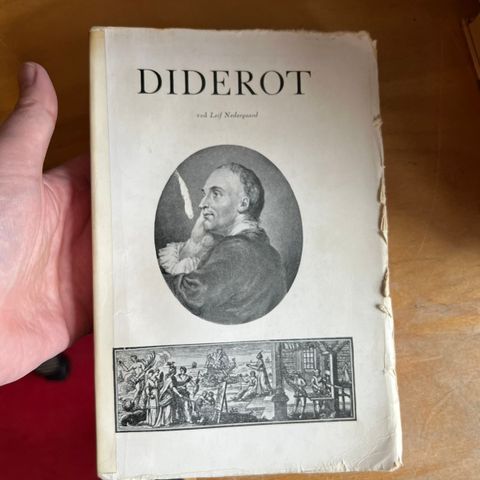 DIDEROT
ved Leif Nedergaard